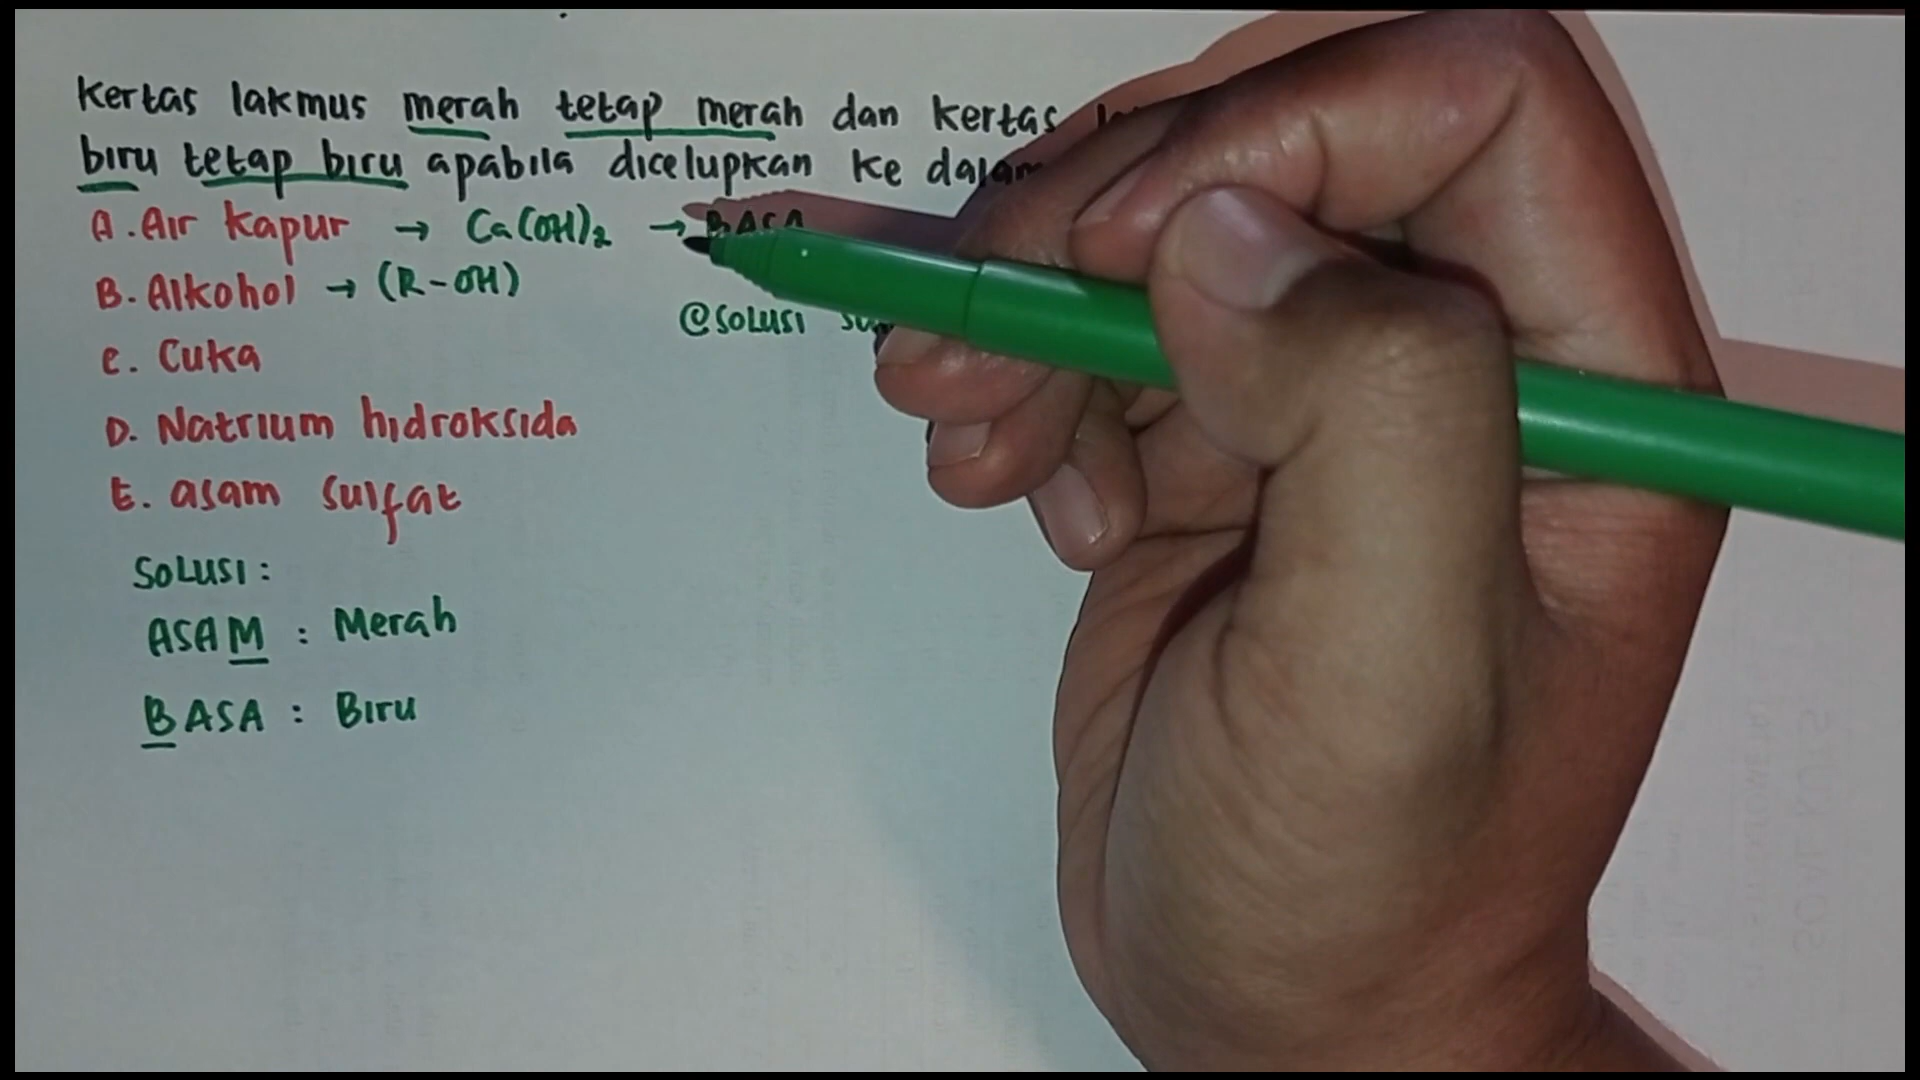 Kertas lakmus merah tetap merah dan kertas
biru tetap biru apabila dicelupkan ke dalam
A. Air kapur → Ca(OH)₂ → BASA
B. Alkohol → (R-OH)
@SOLUSI
C. Cuka
D. Natrium hidroksida
E. asam sulfat
SOLUSI :
ASAM : Merah
BASA : Biru